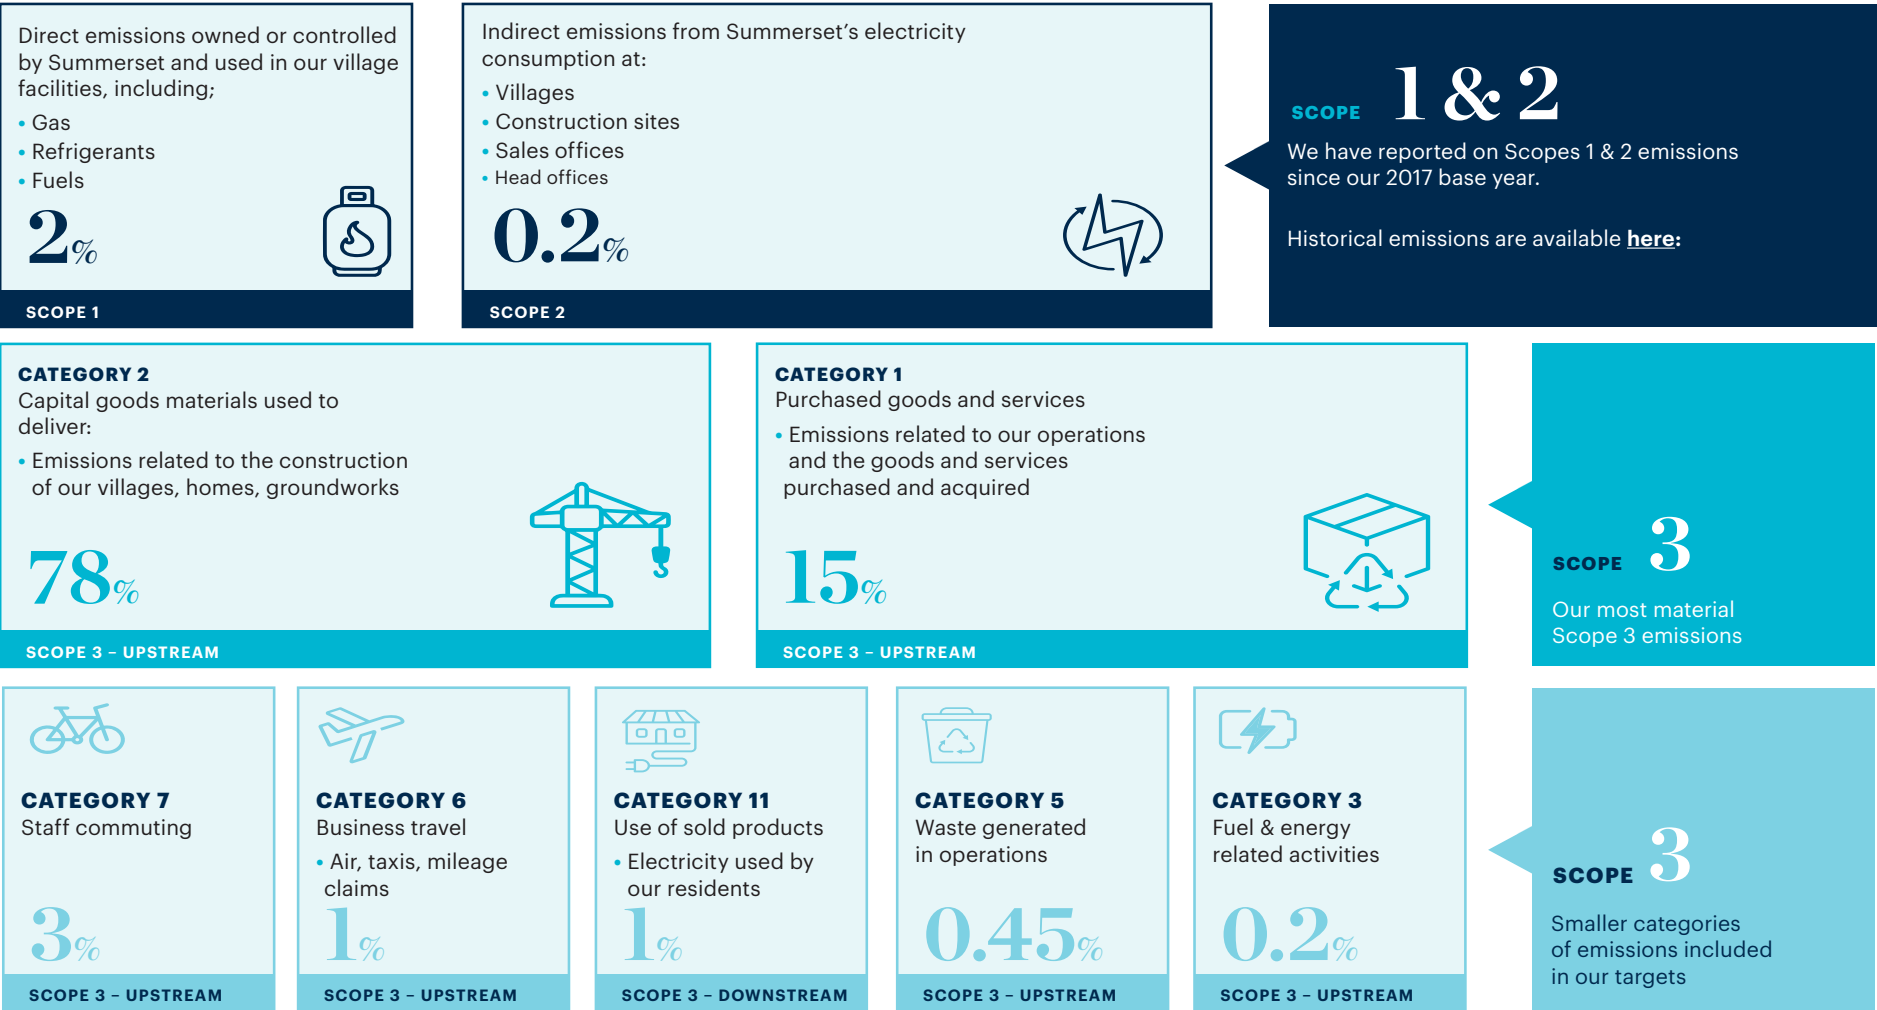 Direct emissions owned or controlled
by Summerset and used in our village
facilities, including;
• Gas
• Refrigerants
• Fuels
2%
SCOPE 1
Indirect emissions from Summerset’s electricity
consumption at:
• Villages
• Construction sites
• Sales offices
• Head offices
0.2%
SCOPE 2
SCOPE 1 & 2
We have reported on Scopes 1 & 2 emissions
since our 2017 base year.
Historical emissions are available here:
CATEGORY 2
Capital goods materials used to
deliver:
• Emissions related to the construction
of our villages, homes, groundworks
78%
SCOPE 3 – UPSTREAM
CATEGORY 1
Purchased goods and services
• Emissions related to our operations
and the goods and services
purchased and acquired
15%
SCOPE 3 – UPSTREAM
SCOPE 3
Our most material
Scope 3 emissions
CATEGORY 7
Staff commuting
3%
SCOPE 3 – UPSTREAM
CATEGORY 6
Business travel
• Air, taxis, mileage
claims
1%
SCOPE 3 – UPSTREAM
CATEGORY 11
Use of sold products
• Electricity used by
our residents
1%
SCOPE 3 – DOWNSTREAM
CATEGORY 5
Waste generated
in operations
0.45%
SCOPE 3 – UPSTREAM
CATEGORY 3
Fuel & energy
related activities
0.2%
SCOPE 3 – UPSTREAM
SCOPE 3
Smaller categories
of emissions included
in our targets